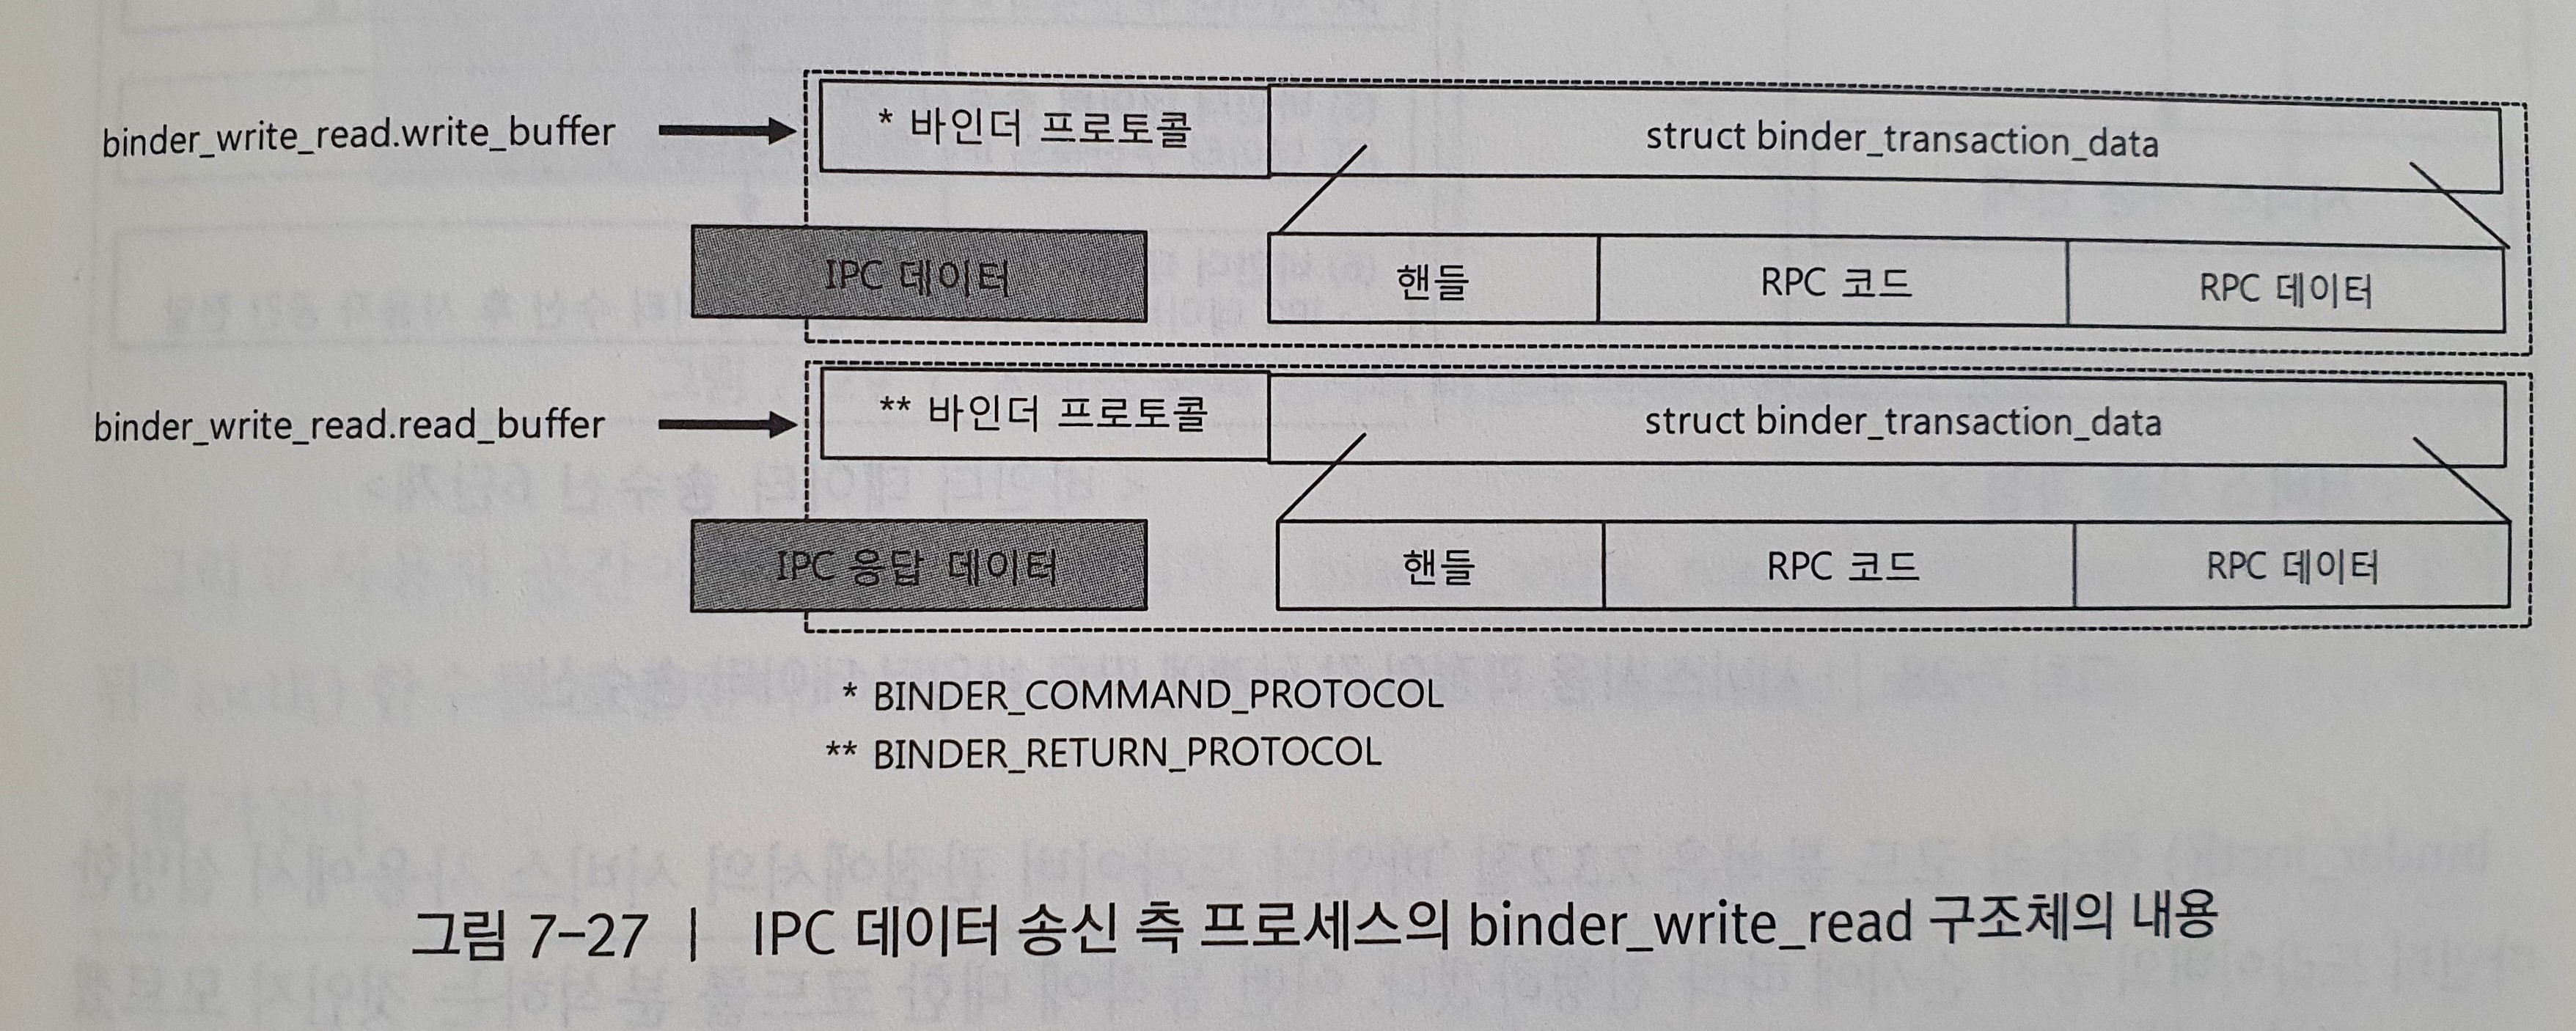 binder_write_read.write_buffer
* 바인더 프로토콜
struct binder_transaction_data
IPC 데이터
핸들
RPC 코드
RPC 데이터
binder_write_read.read_buffer
** 바인더 프로토콜
struct binder_transaction_data
IPC 응답 데이터
핸들
RPC 코드
RPC 데이터
* BINDER_COMMAND_PROTOCOL
** BINDER_RETURN_PROTOCOL
그림 7-27 | IPC 데이터 송신 측 프로세스의 binder_write_read 구조체의 내용